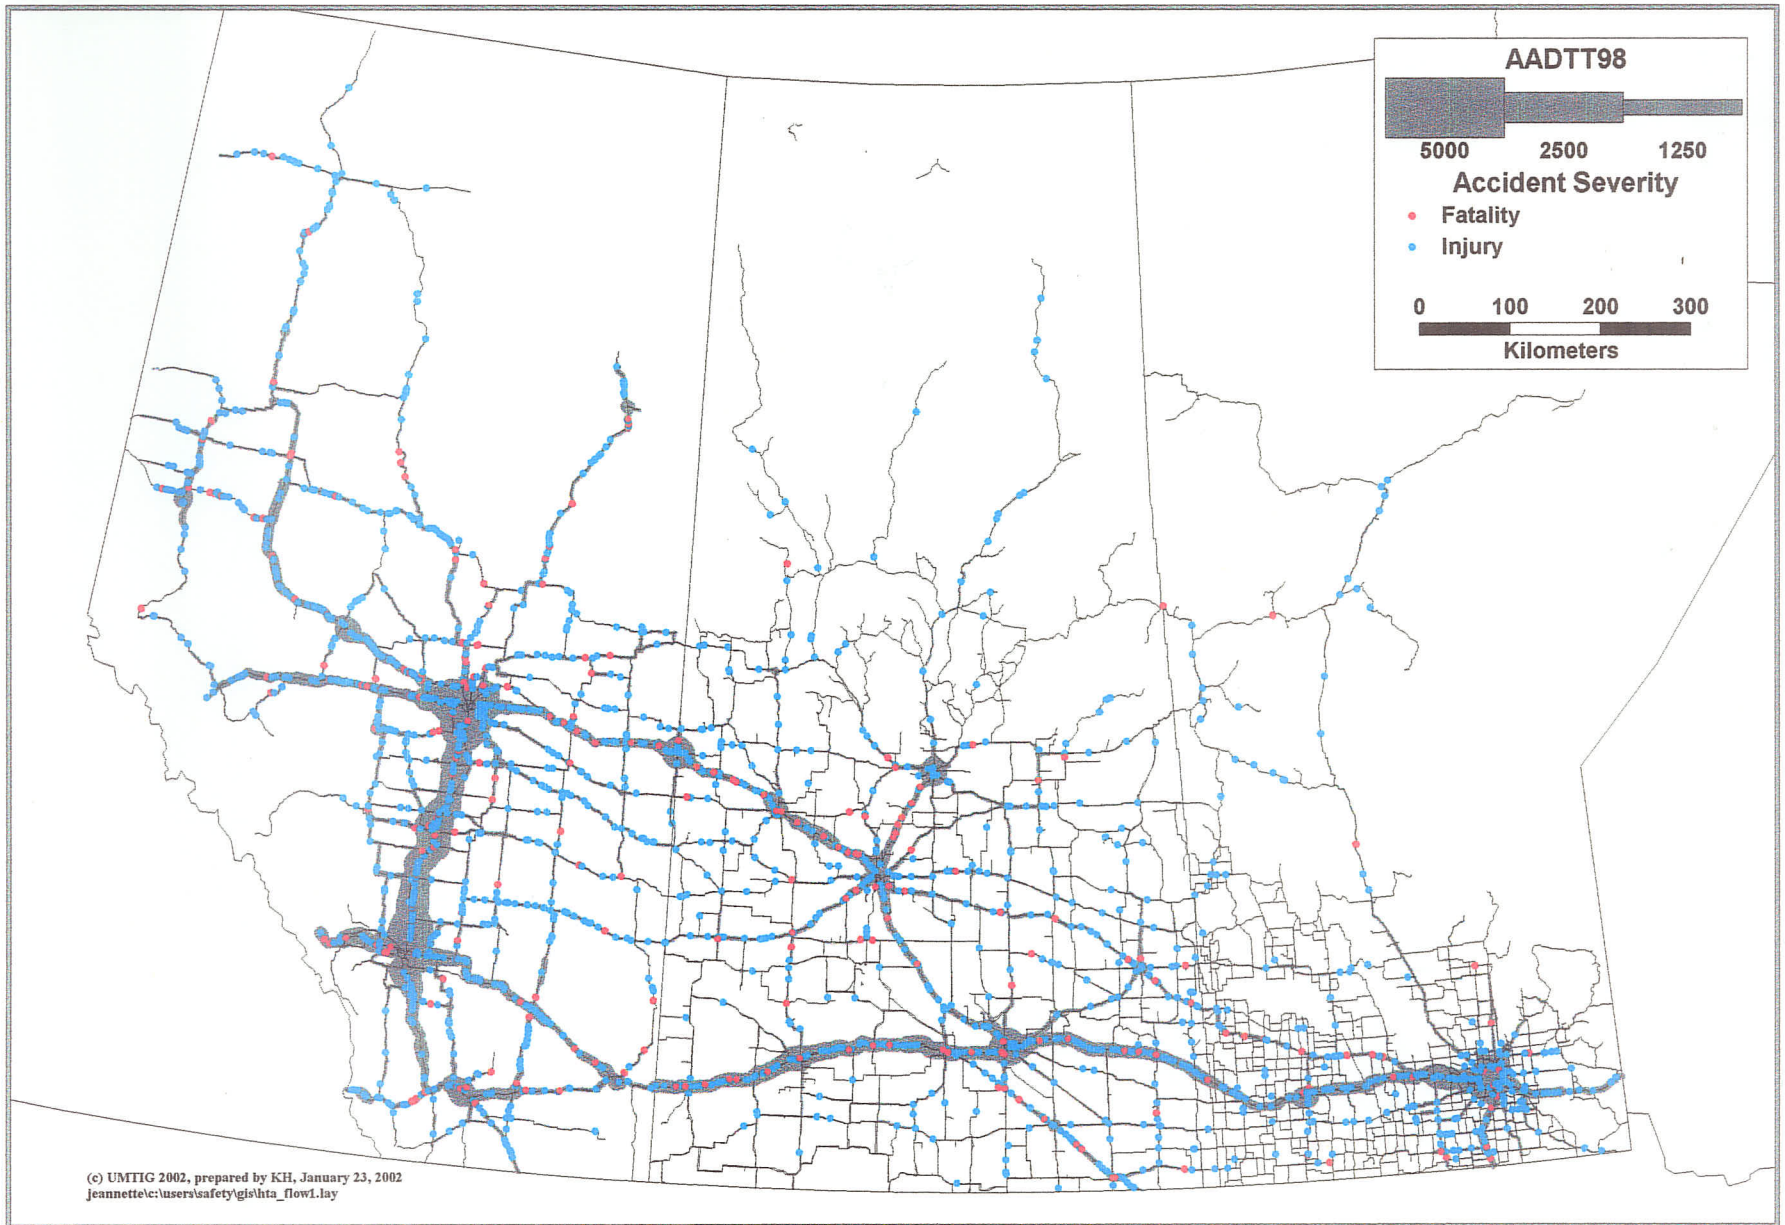 AADTT98
5000 2500 1250
Accident Severity
Fatality
Injury
0 100 200 300
Kilometers
(c) UMTIG 2002, prepared by KH, January 23, 2002
jeannette\c:\users\safety\gis\hta_flow1.lay